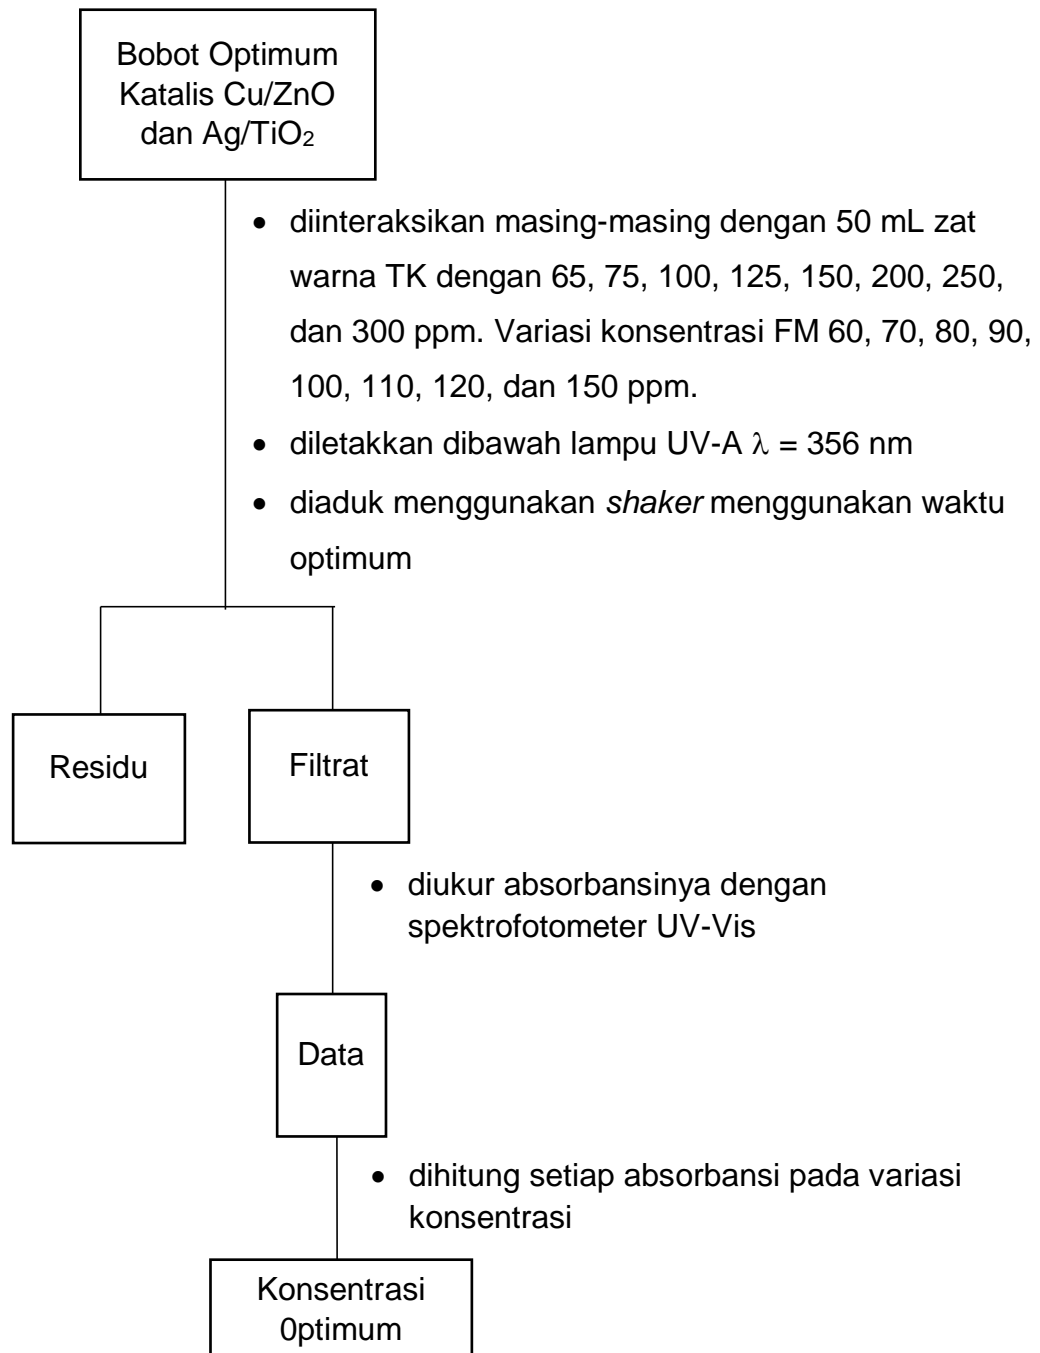 Bobot Optimum
Katalis Cu/ZnO
dan Ag/TiO₂
• diinteraksikan masing-masing dengan 50 mL zat
warna TK dengan 65, 75, 100, 125, 150, 200, 250,
dan 300 ppm. Variasi konsentrasi FM 60, 70, 80, 90,
100, 110, 120, dan 150 ppm.
• diletakkan dibawah lampu UV-A λ = 356 nm
• diaduk menggunakan shaker menggunakan waktu
optimum
Residu
Filtrat
• diukur absorbansinya dengan
spektrofotometer UV-Vis
Data
• dihitung setiap absorbansi pada variasi
konsentrasi
Konsentrasi
0ptimum